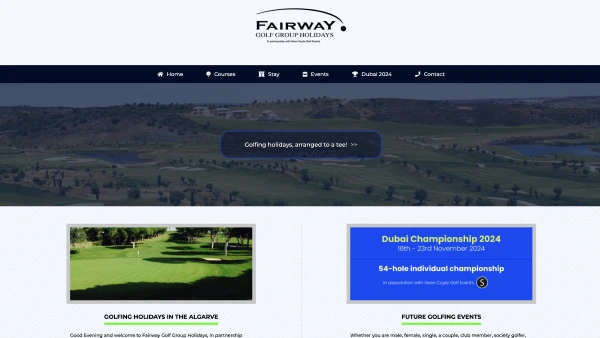 FAIRWAY
GOLF GROUP HOLIDAYS
in partnership with Sean Coyle Golf Events
Home
Courses
Stay
Events
Dubai 2024
Contact
Golfing holidays, arranged to a tee! >>
GOLFING HOLIDAYS IN THE ALGARVE
Good Evening and welcome to Fairway Golf Group Holidays, in partnership
Dubai Championship 2024
16th - 23rd November 2024
54-hole individual championship
in association with Sean Coyle Golf Events
FUTURE GOLFING EVENTS
Whether you are male, female, single, a couple, club member, society golfer,